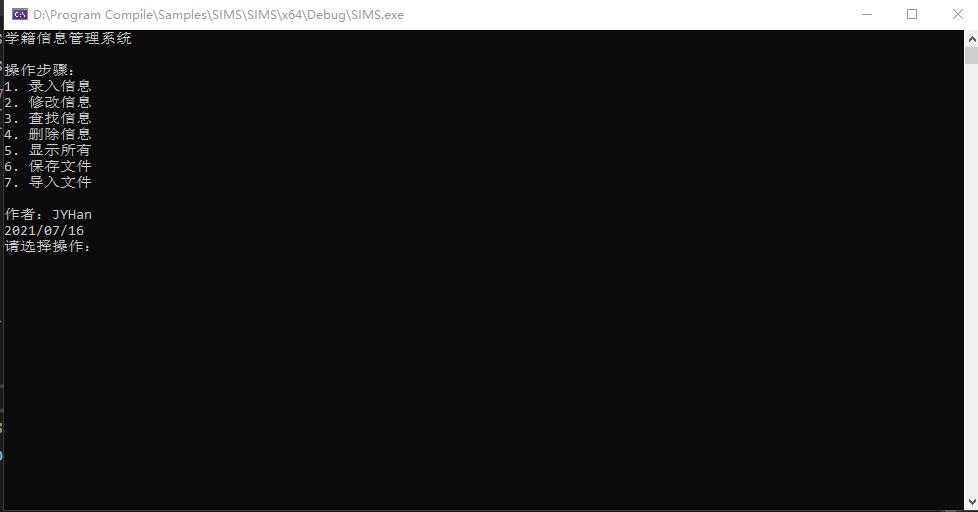 D:\Program Compile\Samples\SIMS\SIMS\x64\Debug\SIMS.exe
学籍信息管理系统
操作步骤：
1. 录入信息
2. 修改信息
3. 查找信息
4. 删除信息
5. 显示所有
6. 保存文件
7. 导入文件
作者：JYHan
2021/07/16
请选择操作：